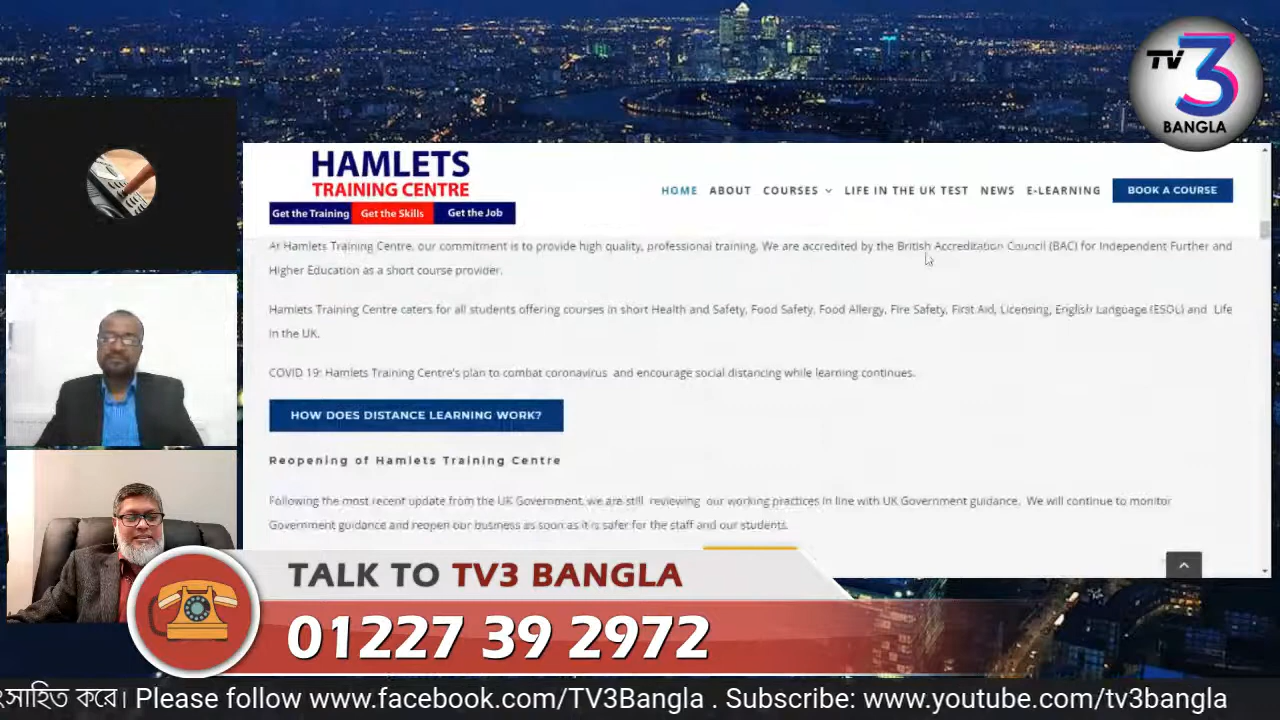 TV3
BANGLA
HAMLETS
TRAINING CENTRE
Get the Training Get the Skills Get the Job
HOME ABOUT COURSES LIFE IN THE UK TEST NEWS E-LEARNING BOOK A COURSE
At Hamlets Training Centre, our commitment is to provide high quality, professional training. We are accredited by the British Accreditation Council (BAC) for Independent Further and
Higher Education as a short course provider.
Hamlets Training Centre caters for all students offering courses in short Health and Safety, Food Safety, Food Allergy, Fire Safety, First Aid, Licensing, English Language (ESOL) and Life
in the UK.
COVID 19: Hamlets Training Centre's plan to combat coronavirus and encourage social distancing while learning continues.
HOW DOES DISTANCE LEARNING WORK?
Reopening of Hamlets Training Centre
Following the most recent update from the UK Government, we are still reviewing our working practices in line with UK Government guidance. We will continue to monitor
Government guidance and reopen our business as soon as it is safer for the staff and our students.
TALK TO TV3 BANGLA
01227 39 2972
করে। Please follow www.facebook.com/TV3Bangla . Subscribe: www.youtube.com/tv3bangla